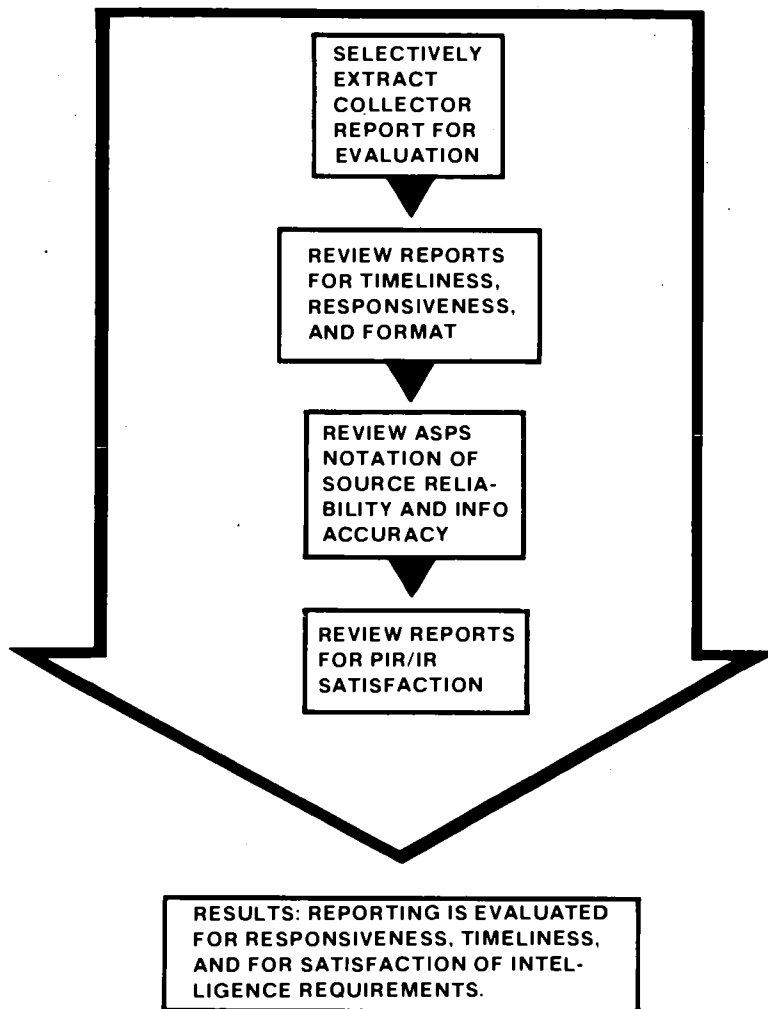 SELECTIVELY
EXTRACT
COLLECTOR
REPORT FOR
EVALUATION
REVIEW REPORTS
FOR TIMELINESS,
RESPONSIVENESS,
AND FORMAT
REVIEW ASPS
NOTATION OF
SOURCE RELIA-
BILITY AND INFO
ACCURACY
REVIEW REPORTS
FOR PIR/IR
SATISFACTION
RESULTS: REPORTING IS EVALUATED
FOR RESPONSIVENESS, TIMELINESS,
AND FOR SATISFACTION OF INTEL-
LIGENCE REQUIREMENTS.